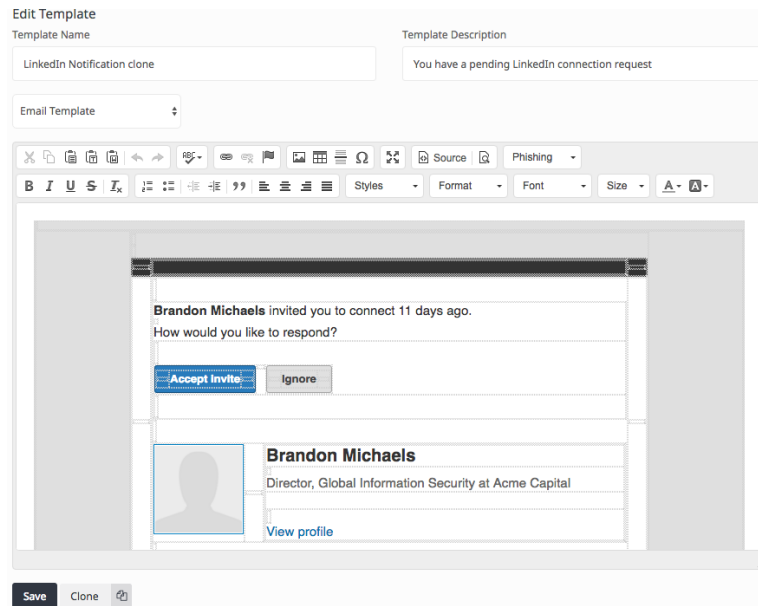 Edit Template
Template Name
Template Description
LinkedIn Notification clone
You have a pending LinkedIn connection request
Email Template
ABC
Ω
Source
Phishing
B I U S Ix
Styles
Format
Font
Size
A
A
Brandon Michaels invited you to connect 11 days ago.
How would you like to respond?
Accept Invite
Ignore
Brandon Michaels
Director, Global Information Security at Acme Capital
View profile
Save
Clone